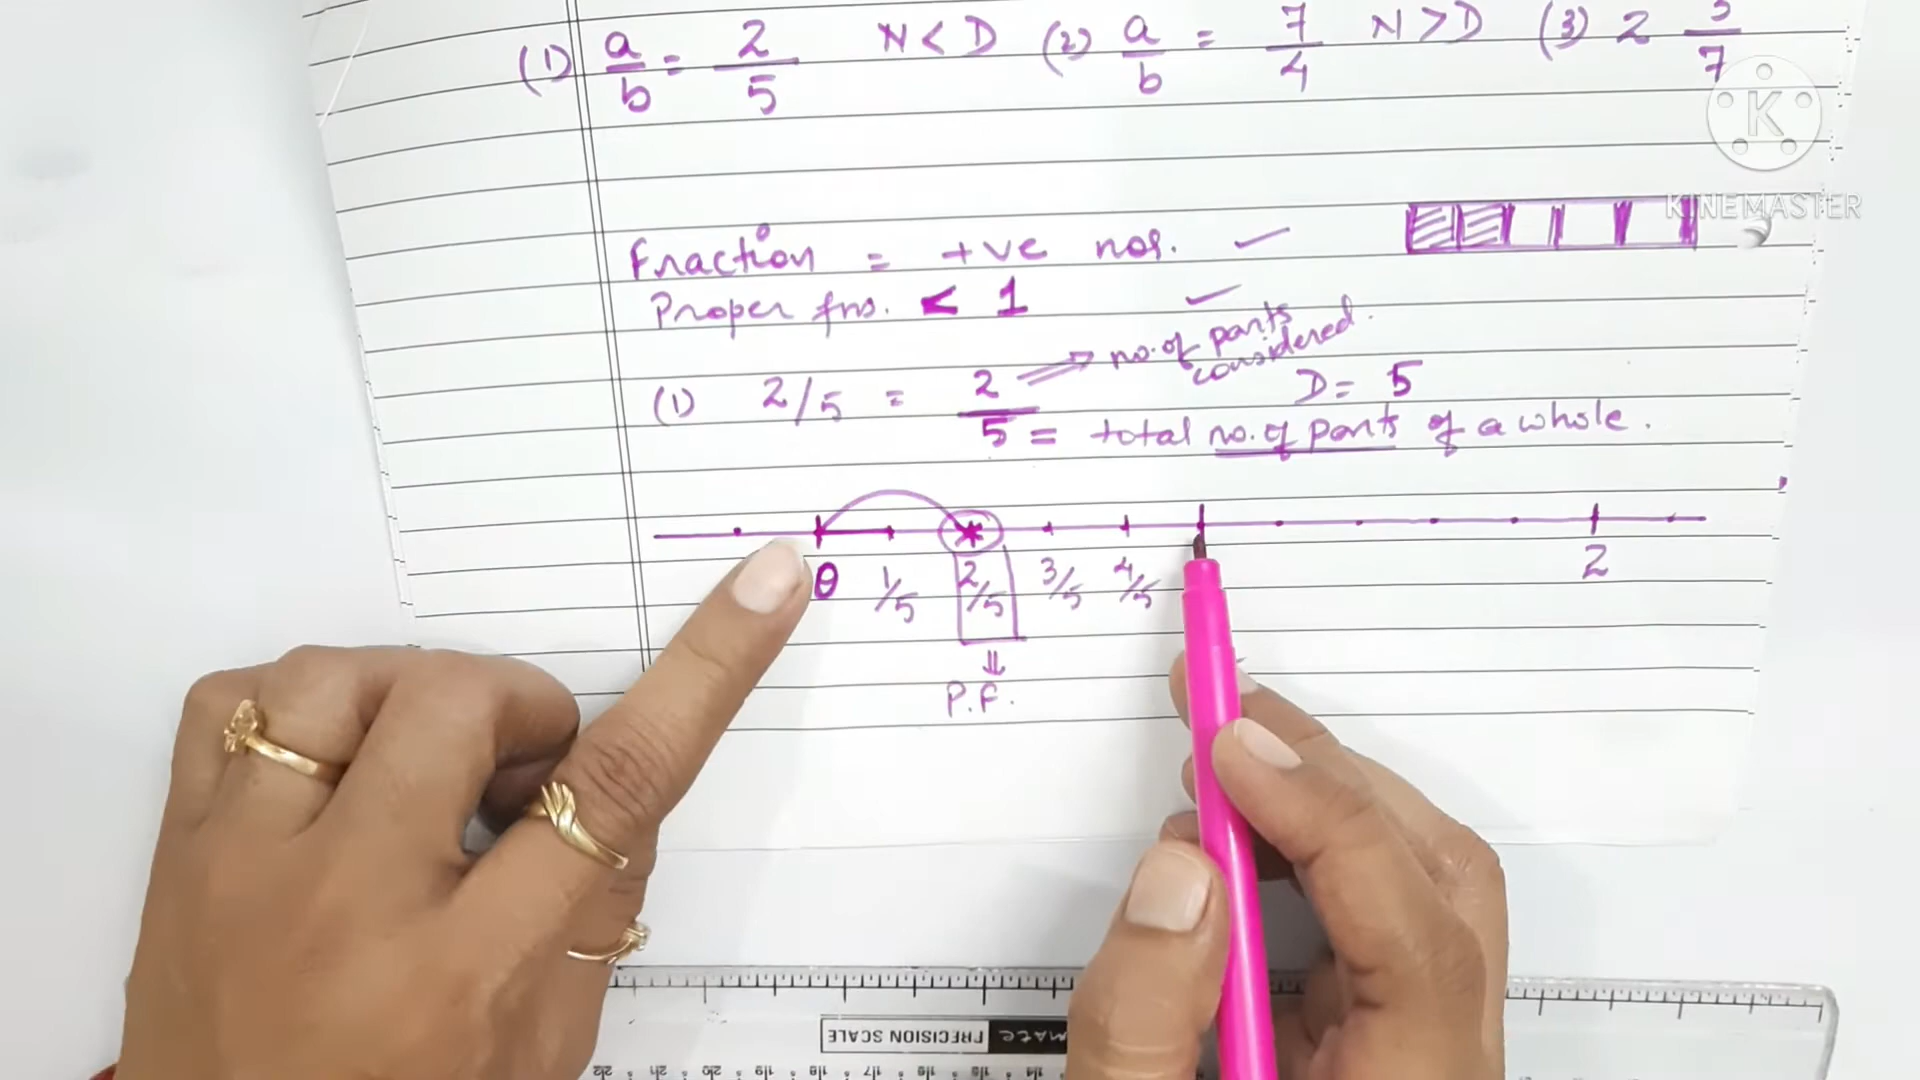 (1) a/b = 2/5 N < D (2) a/b = 7/4 N > D (3) 2 /7
K
KINEMASTER
Fraction = +ve nos. ✓
Proper frns. < 1 ✓
no. of parts considered.
(1) 2/5 = 2/5 D = 5
= total no. of parts of a whole.
0 1/5 2/5 3/5 4/5 2
P.F.
PRECISION SCALE